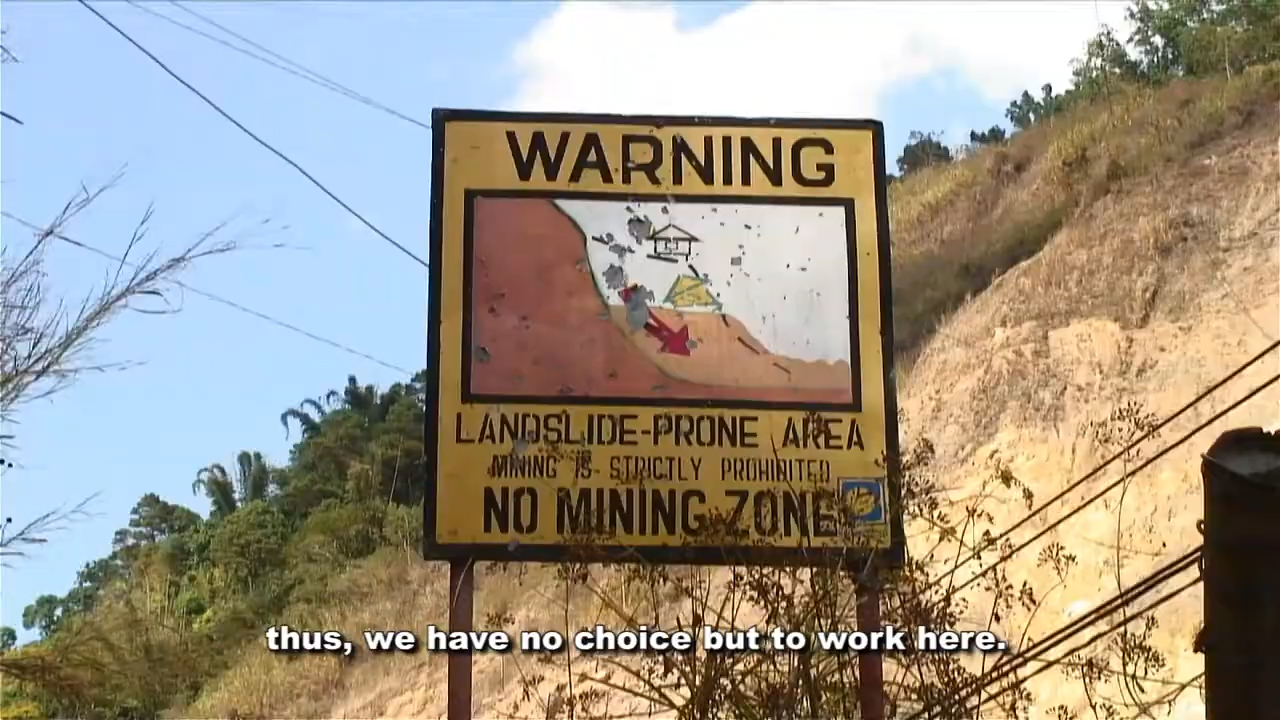 WARNING
LANDSLIDE-PRONE AREA
MINING IS STRICTLY PROHIBITED
NO MINING ZONE
thus, we have no choice but to work here.